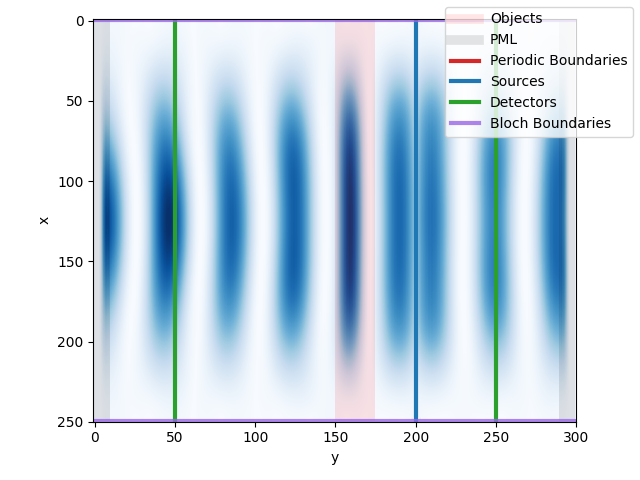 Objects
PML
Periodic Boundaries
Sources
Detectors
Bloch Boundaries
0
50
100
150
200
250
x
0 50 100 150 200 250 300
y